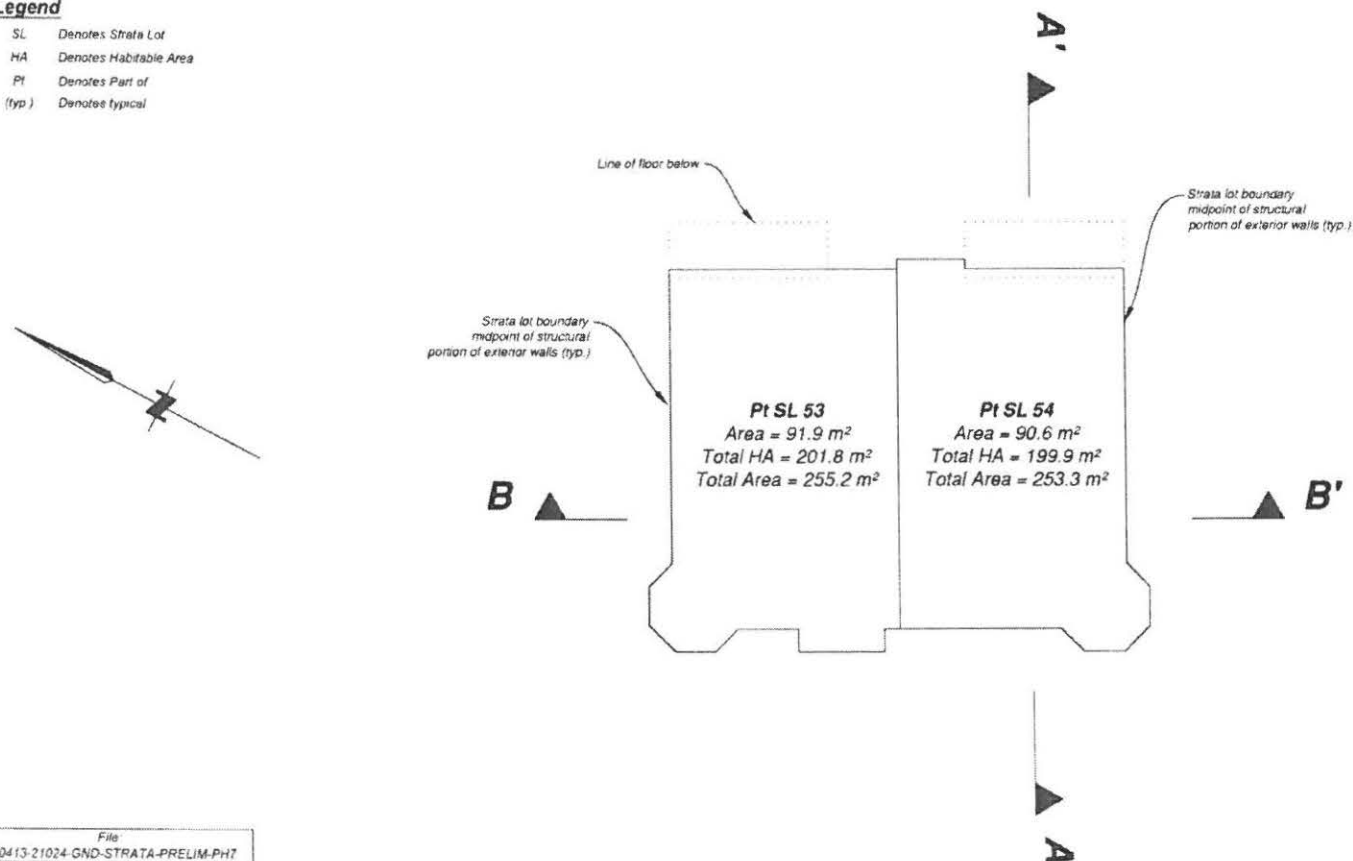 Legend
SL Denotes Strata Lot
HA Denotes Habitable Area
Pt Denotes Part of
(typ.) Denotes typical
A'
Line of floor below
Strata lot boundary
midpoint of structural
portion of exterior walls (typ.)
Strata lot boundary
midpoint of structural
portion of exterior walls (typ.)
N
Pt SL 53
Area = 91.9 m²
Total HA = 201.8 m²
Total Area = 255.2 m²
Pt SL 54
Area = 90.6 m²
Total HA = 199.9 m²
Total Area = 253.3 m²
B
B'
A
File:
0413-21024-GND-STRATA-PRELIM-PH7